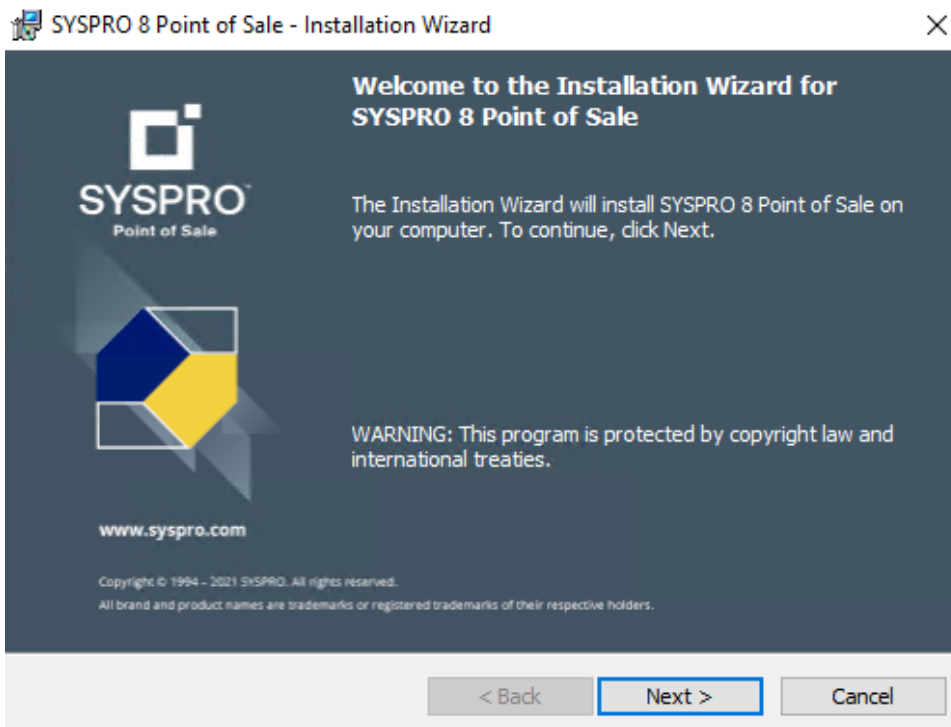 SYSPRO 8 Point of Sale - Installation Wizard
Welcome to the Installation Wizard for
SYSPRO 8 Point of Sale
SYSPRO
Point of Sale
The Installation Wizard will install SYSPRO 8 Point of Sale on
your computer. To continue, click Next.
WARNING: This program is protected by copyright law and
international treaties.
www.syspro.com
Copyright © 1994 – 2021 SYSPRO. All rights reserved.
All brand and product names are trademarks or registered trademarks of their respective holders.
< Back
Next >
Cancel